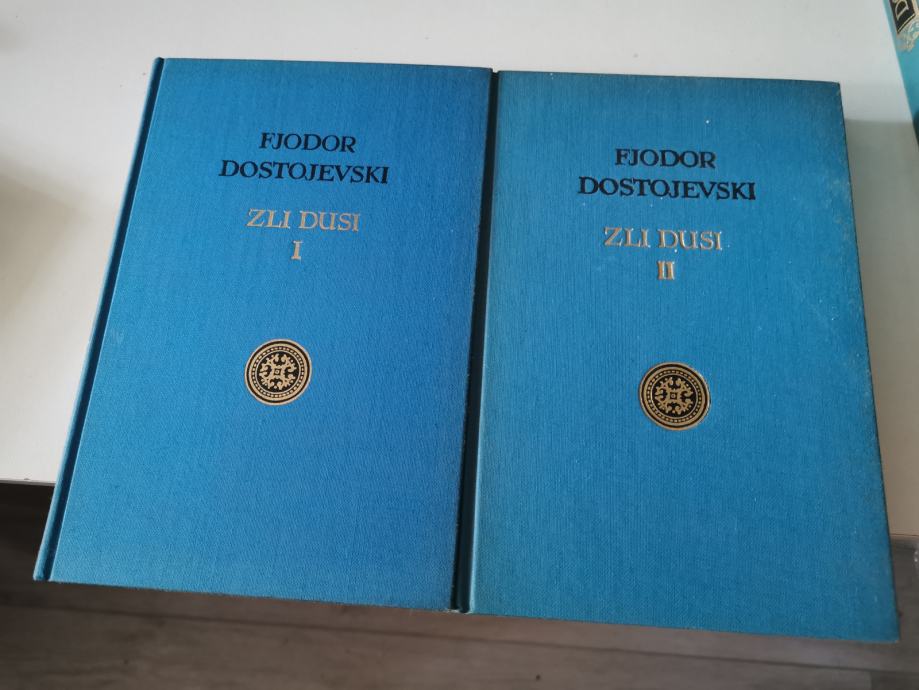 FJODOR
DOSTOJEVSKI
ZLI DUSI
I
FJODOR
DOSTOJEVSKI
ZLI DUSI
II